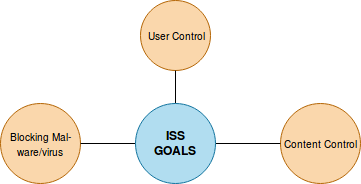 User Control
Blocking Mal-
ware/virus
ISS
GOALS
Content Control